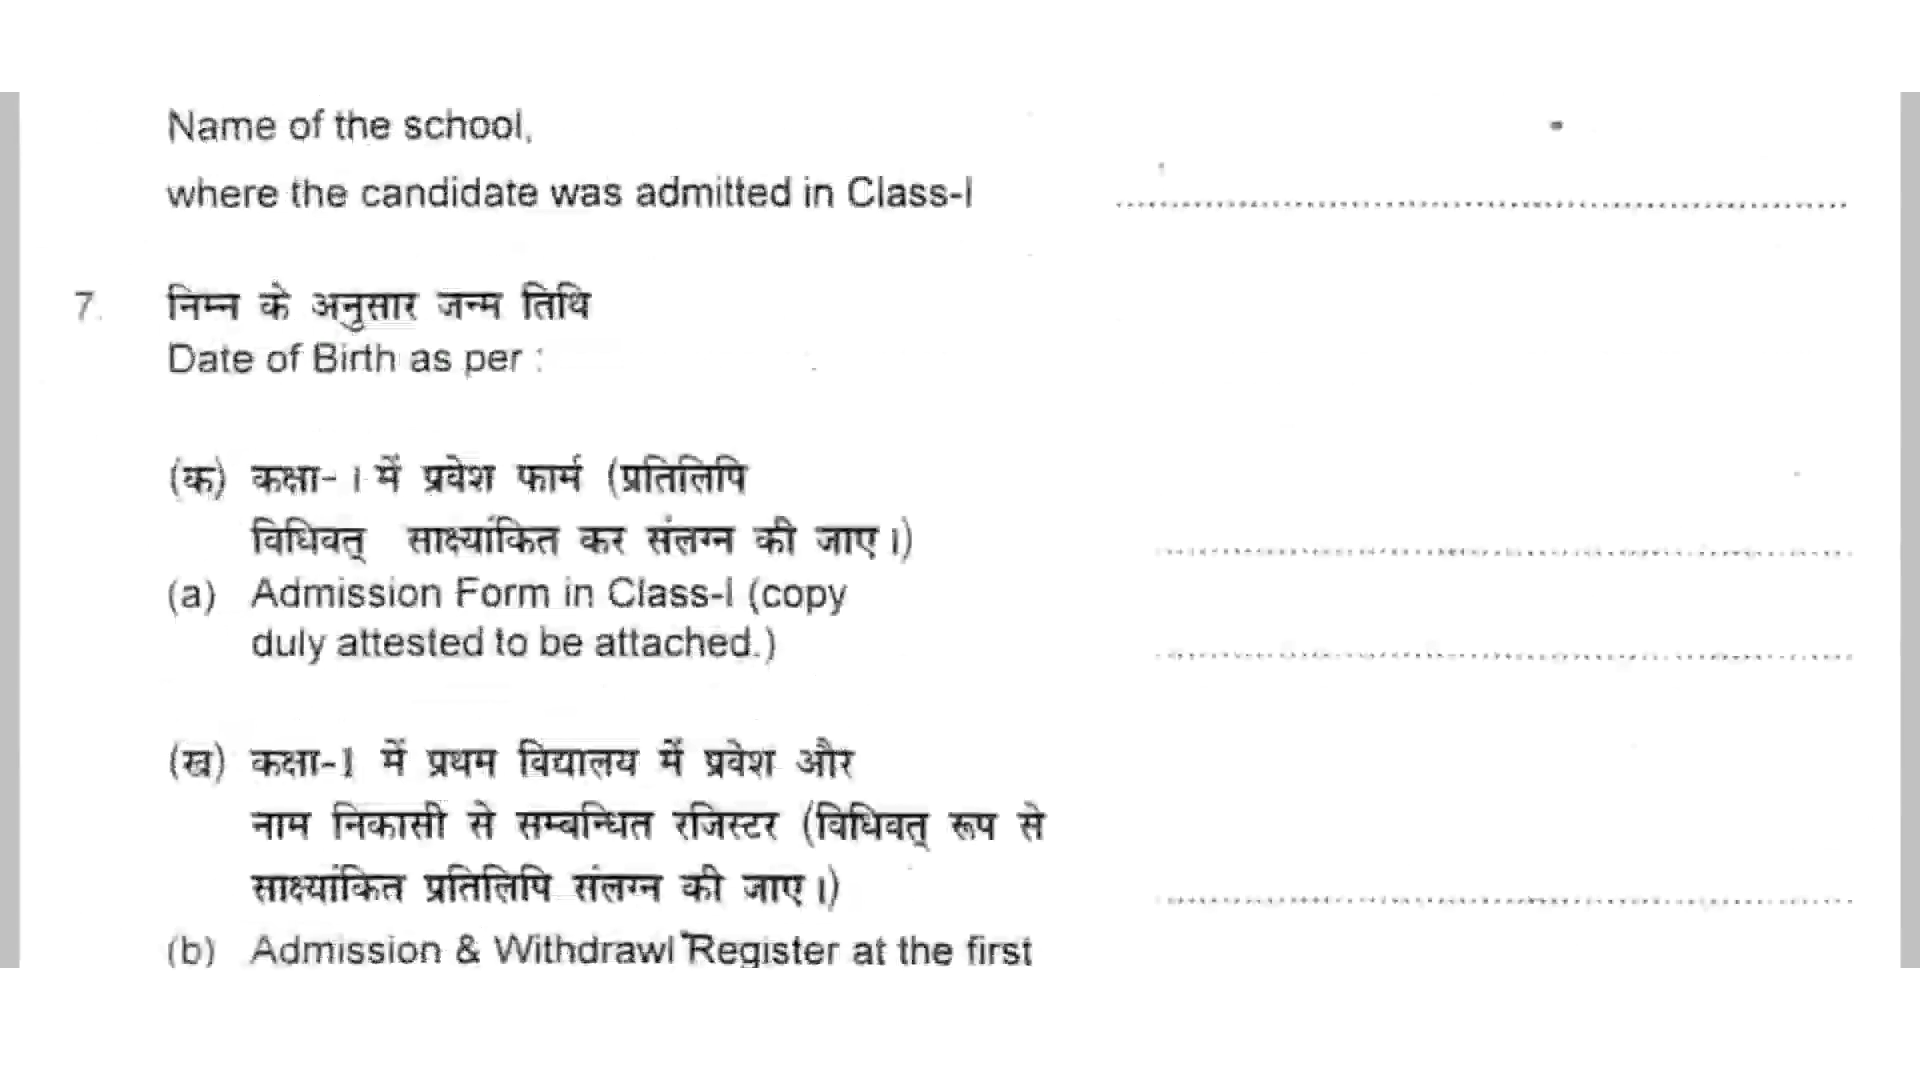 Name of the school,
where the candidate was admitted in Class-I ........................
7. निम्न के अनुसार जन्म तिथि
Date of Birth as per :
(क) कक्षा- I में प्रवेश फार्म (प्रतिलिपि
विधिवत् साक्ष्यांकित कर संलग्न की जाए।) ........................
(a) Admission Form in Class-I (copy
duly attested to be attached.) ........................
(ख) कक्षा-1 में प्रथम विद्यालय में प्रवेश और
नाम निकासी से सम्बन्धित रजिस्टर (विधिवत् रूप से
साक्ष्यांकित प्रतिलिपि संलग्न की जाए।) ........................
(b) Admission & Withdrawl Register at the first